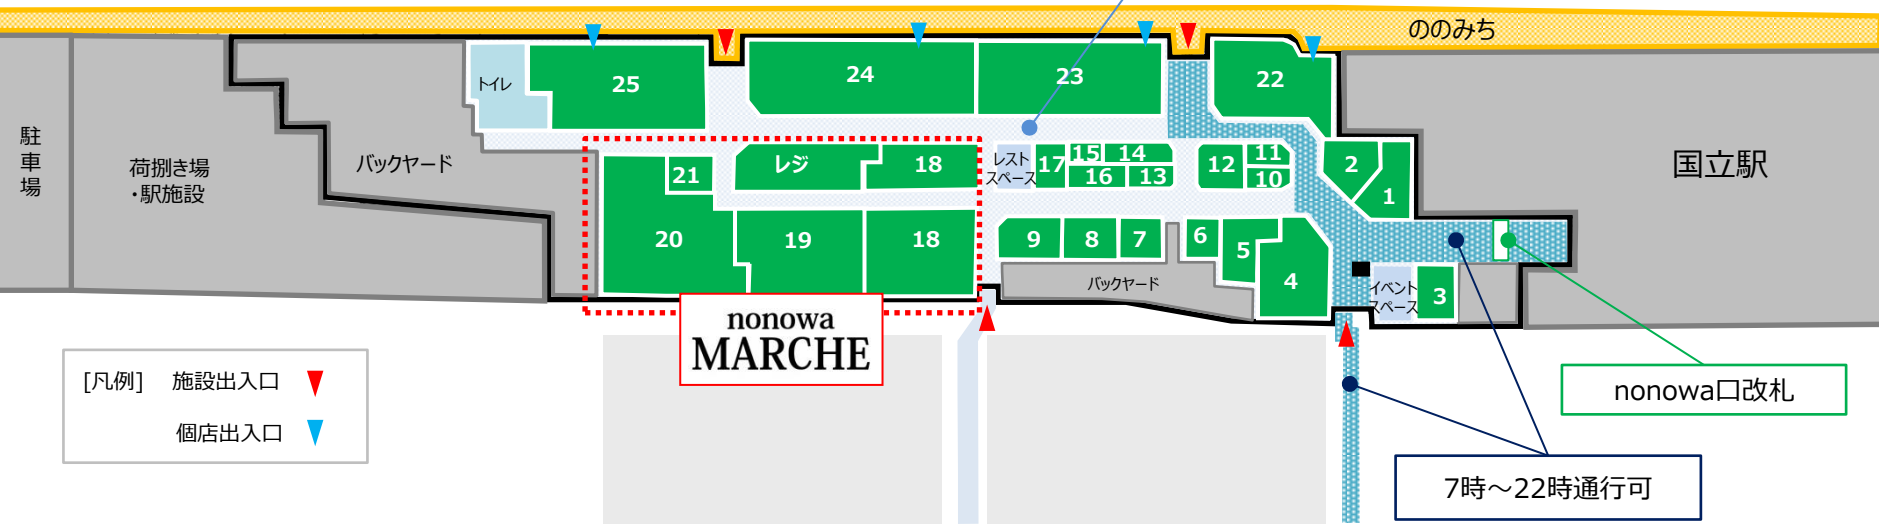 ののみち
駐車場
荷捌き場
・駅施設
バックヤード
トイレ
25
24
23
22
国立駅
21
レジ
18
レスト
スペース
17
15
14
16
13
12
11
10
2
1
20
19
18
9
8
7
6
5
4
バックヤード
イベント
スペース
3
nonowa
MARCHE
[凡例] 施設出入口
個店出入口
nonowa口改札
7時～22時通行可